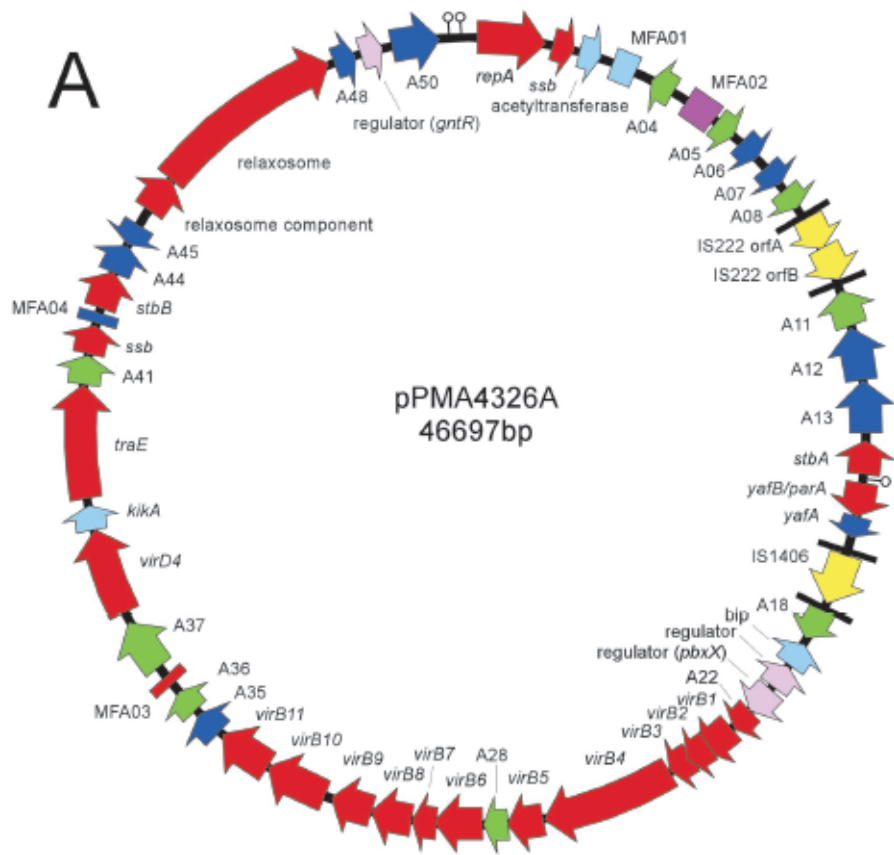 A
pPMA4326A
46697bp
repA
ssb
acetyltransferase
MFA01
A04
MFA02
A05
A06
A07
A08
IS222 orfA
IS222 orfB
A11
A12
A13
stbA
yafB/parA
yafA
IS1406
A18
bip
regulator
regulator (pbxX)
A22
virB1
virB2
virB3
virB4
virB5
A28
virB6
virB7
virB8
virB9
virB10
virB11
A35
A36
MFA03
A37
virD4
kikA
traE
A41
ssb
MFA04
stbB
A44
A45
relaxosome component
relaxosome
A48
regulator (gntR)
A50